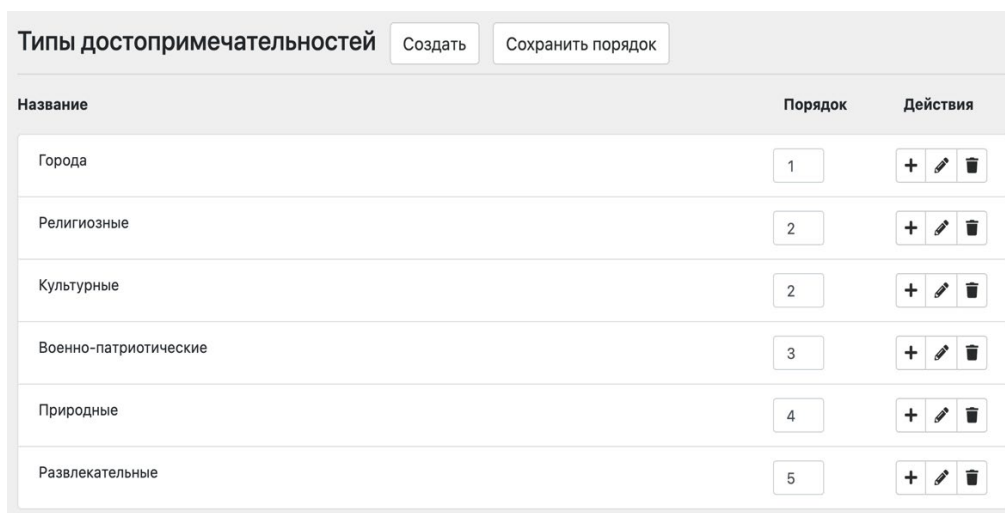 Типы достопримечательностей Создать Сохранить порядок
Название Порядок Действия
Города 1
Религиозные 2
Культурные 2
Военно-патриотические 3
Природные 4
Развлекательные 5